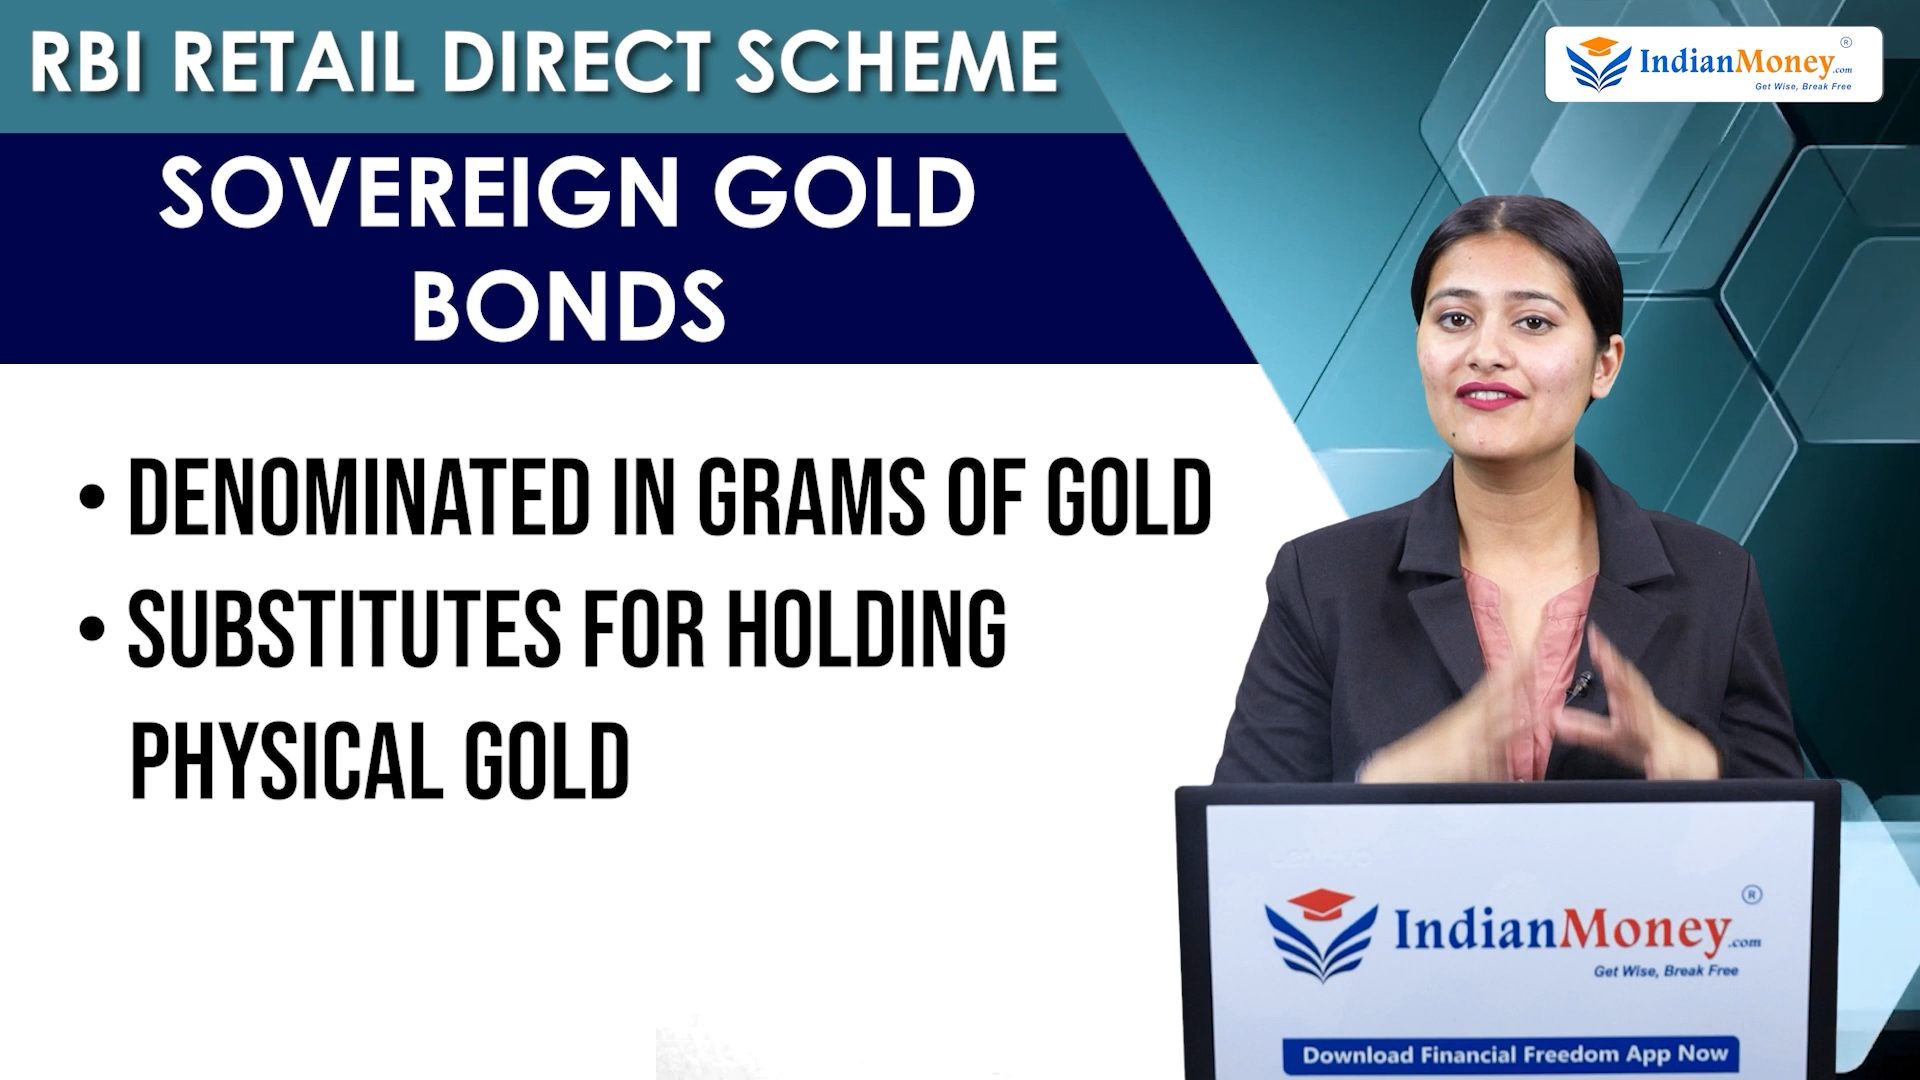 RBI RETAIL DIRECT SCHEME
SOVEREIGN GOLD
BONDS
• DENOMINATED IN GRAMS OF GOLD
• SUBSTITUTES FOR HOLDING
PHYSICAL GOLD
IndianMoney.com ®
Get Wise, Break Free
IndianMoney.com ®
Get Wise, Break Free
Download Financial Freedom App Now